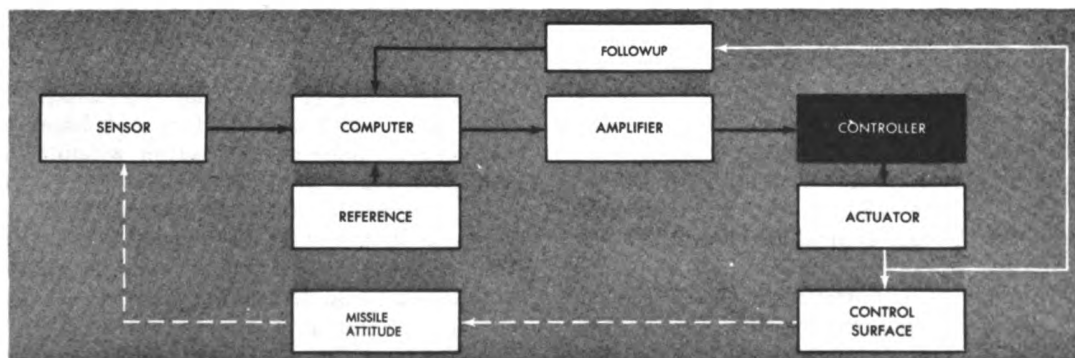 FOLLOWUP
SENSOR
COMPUTER
AMPLIFIER
CONTROLLER
REFERENCE
ACTUATOR
MISSILE
ATTITUDE
CONTROL
SURFACE